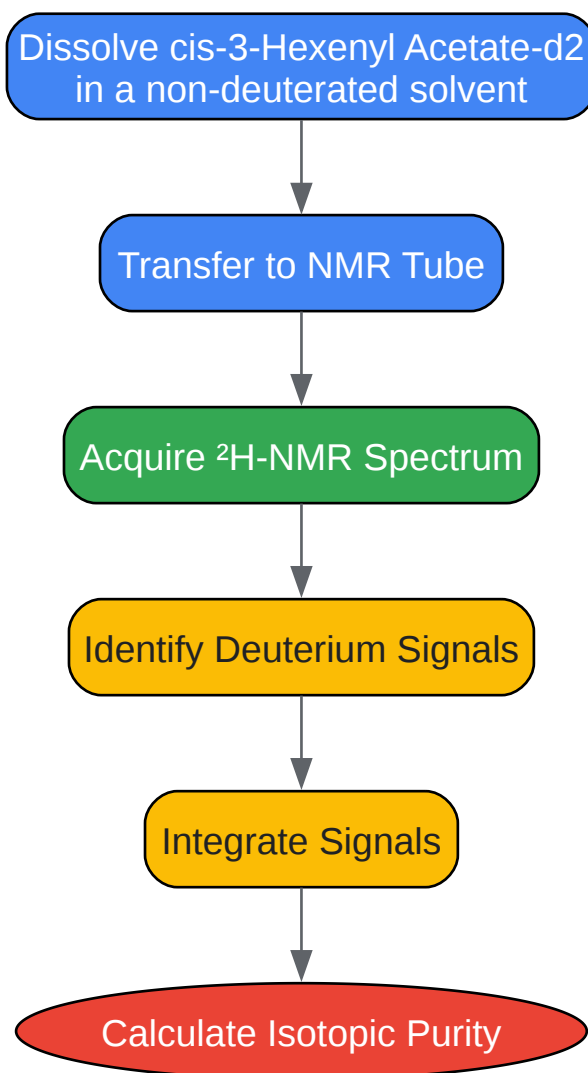 Dissolve cis-3-Hexenyl Acetate-d2
in a non-deuterated solvent
Transfer to NMR Tube
Acquire ²H-NMR Spectrum
Identify Deuterium Signals
Integrate Signals
Calculate Isotopic Purity